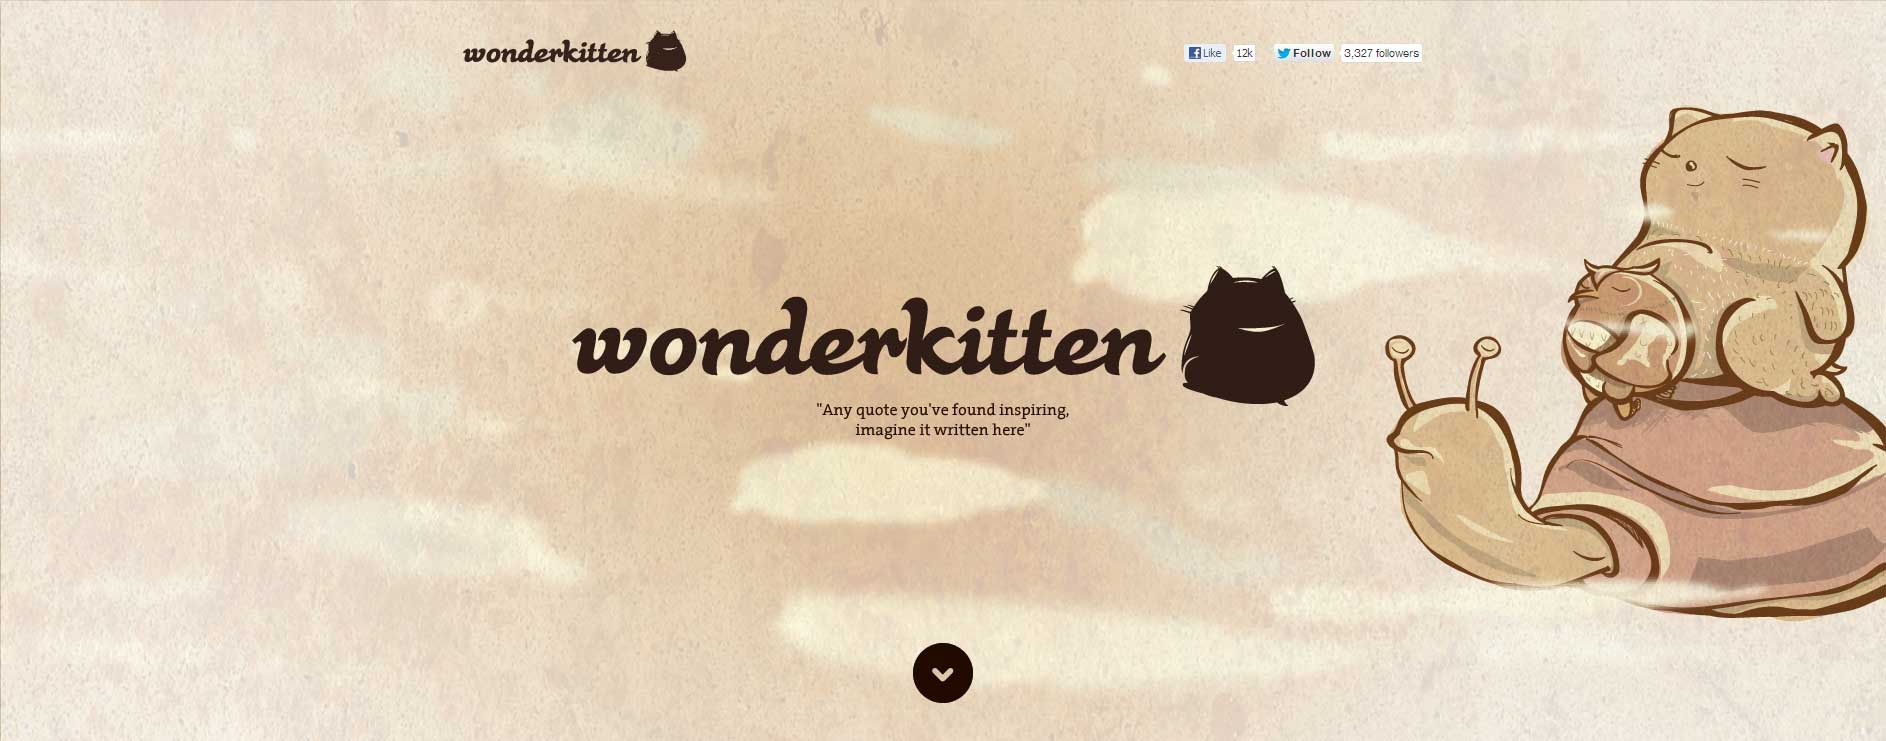 wonderkitten
Like 12k Follow 3,327 followers
wonderkitten
"Any quote you've found inspiring,
imagine it written here"